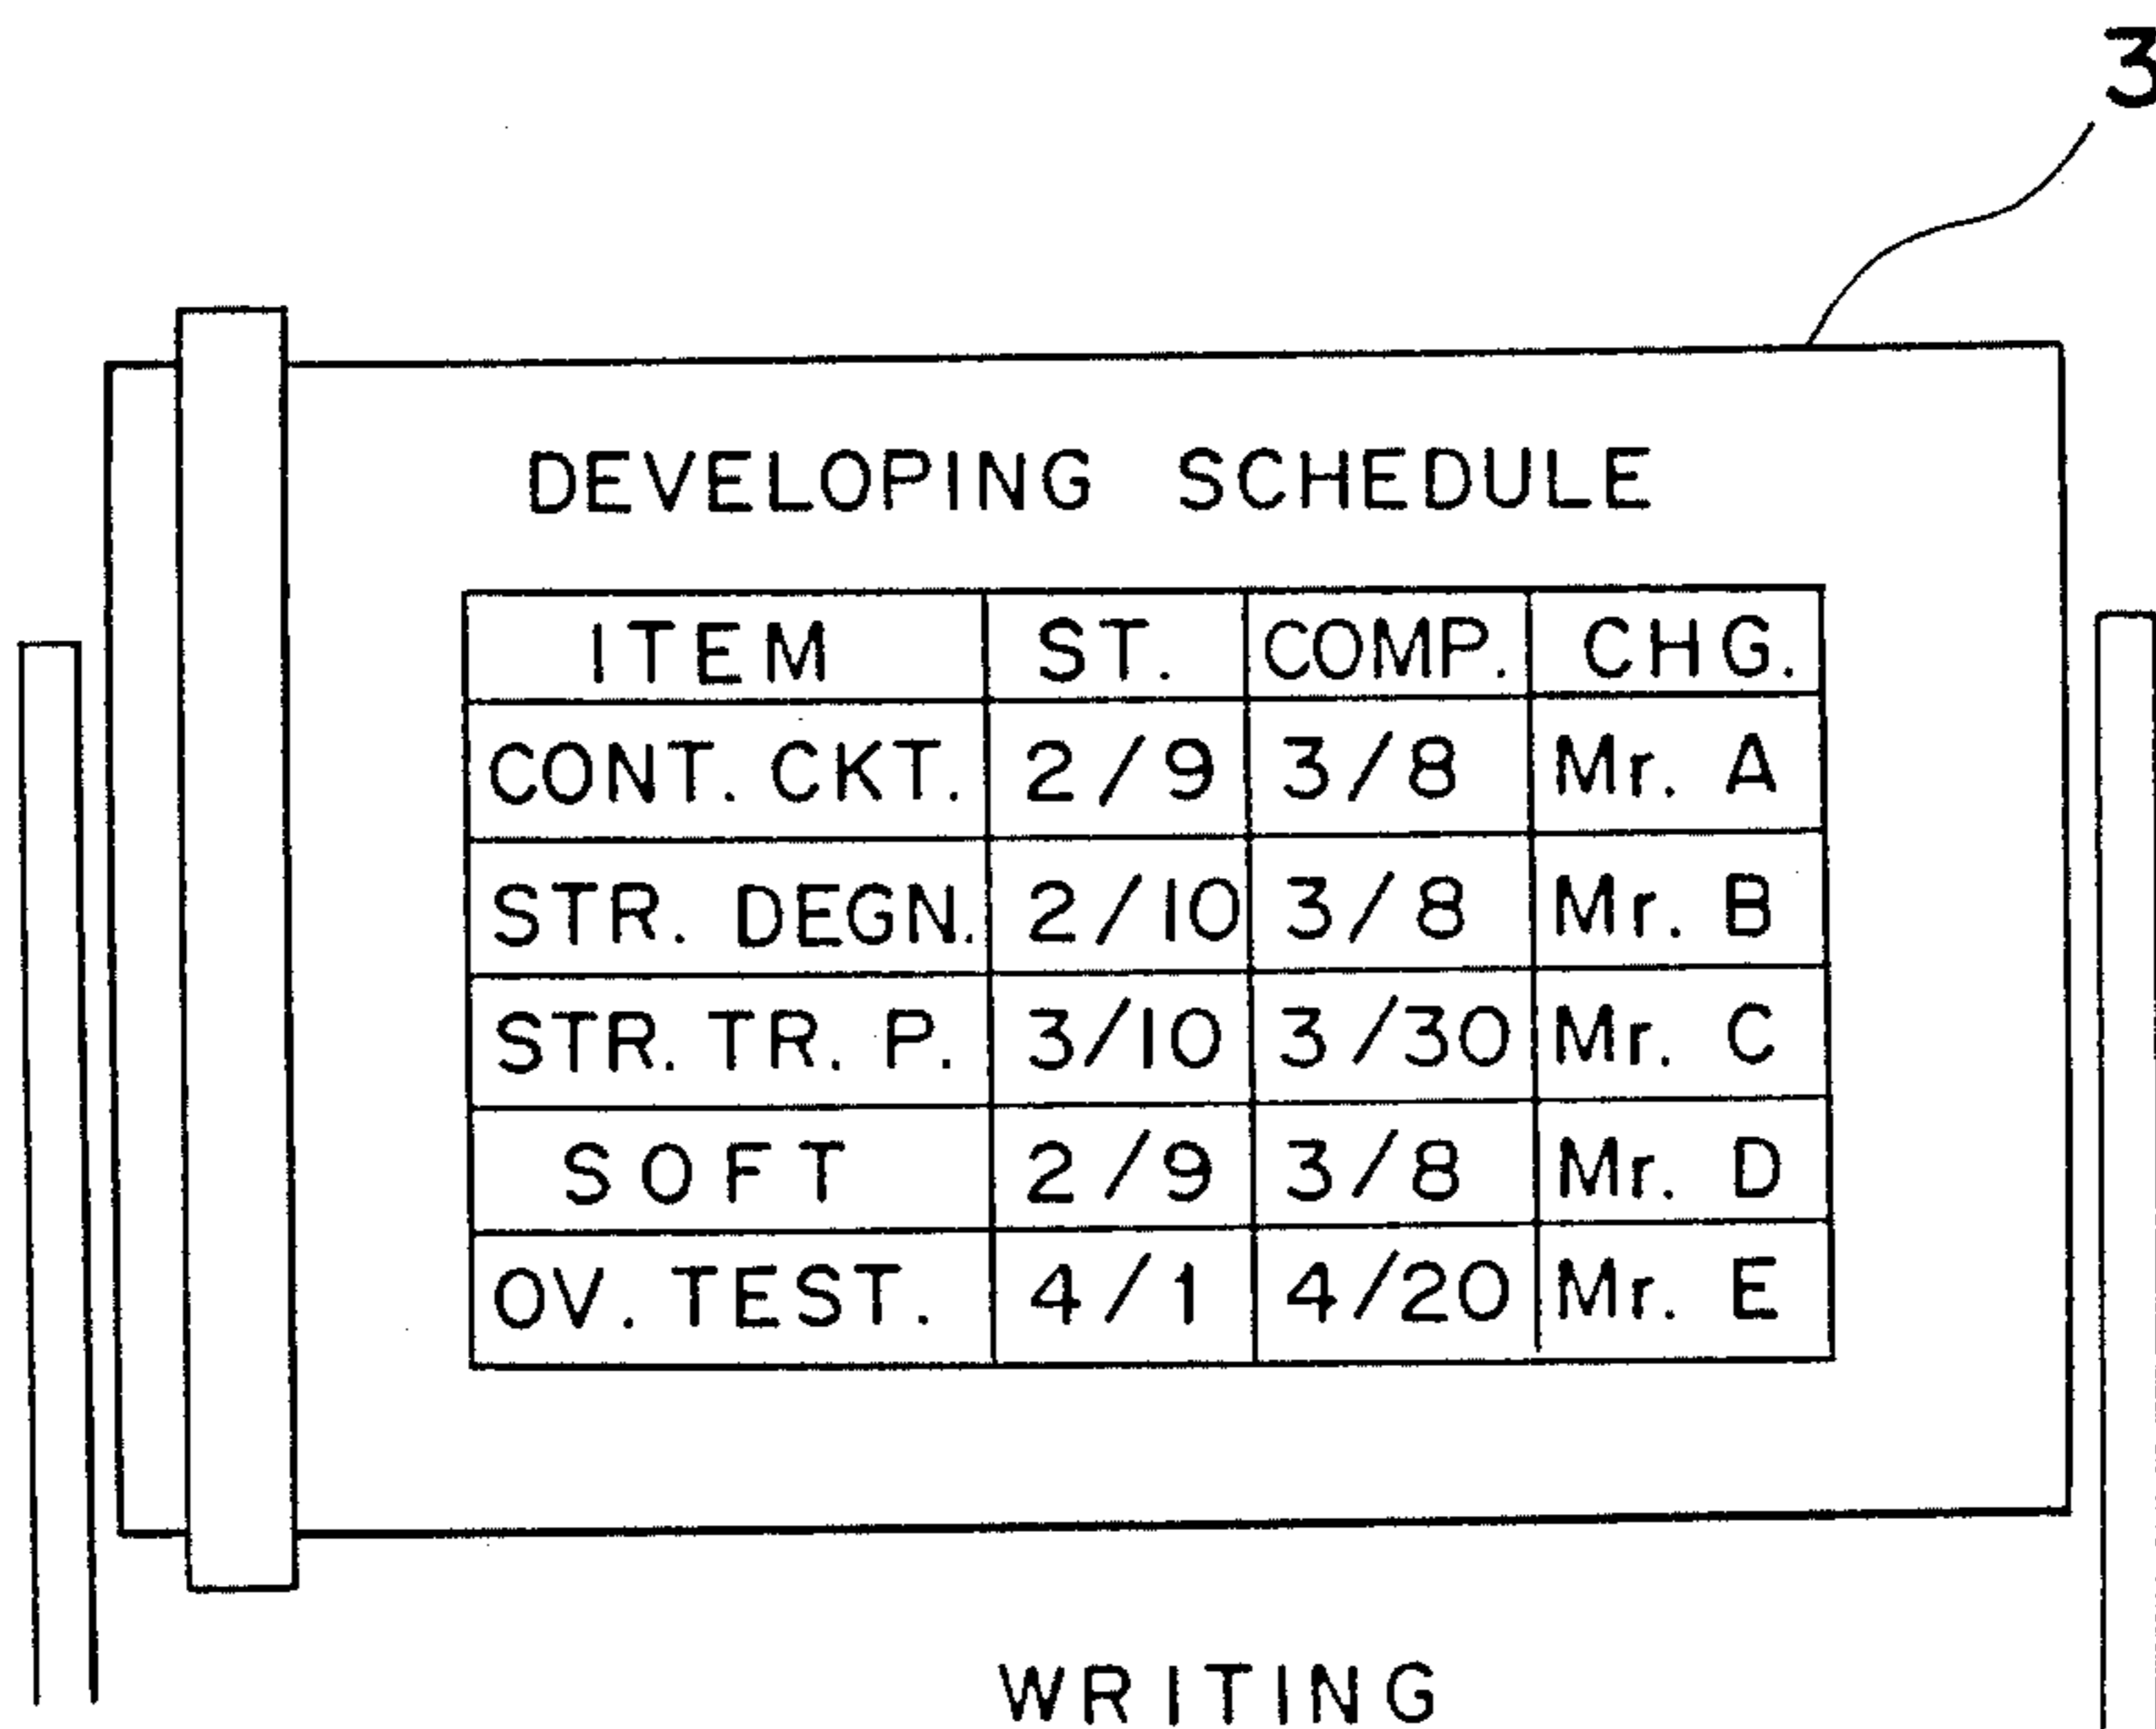 3
DEVELOPING SCHEDULE
ITEM ST. COMP. CHG.
CONT. CKT. 2/9 3/8 Mr. A
STR. DEGN. 2/10 3/8 Mr. B
STR. TR. P. 3/10 3/30 Mr. C
SOFT 2/9 3/8 Mr. D
OV. TEST. 4/1 4/20 Mr. E
WRITING